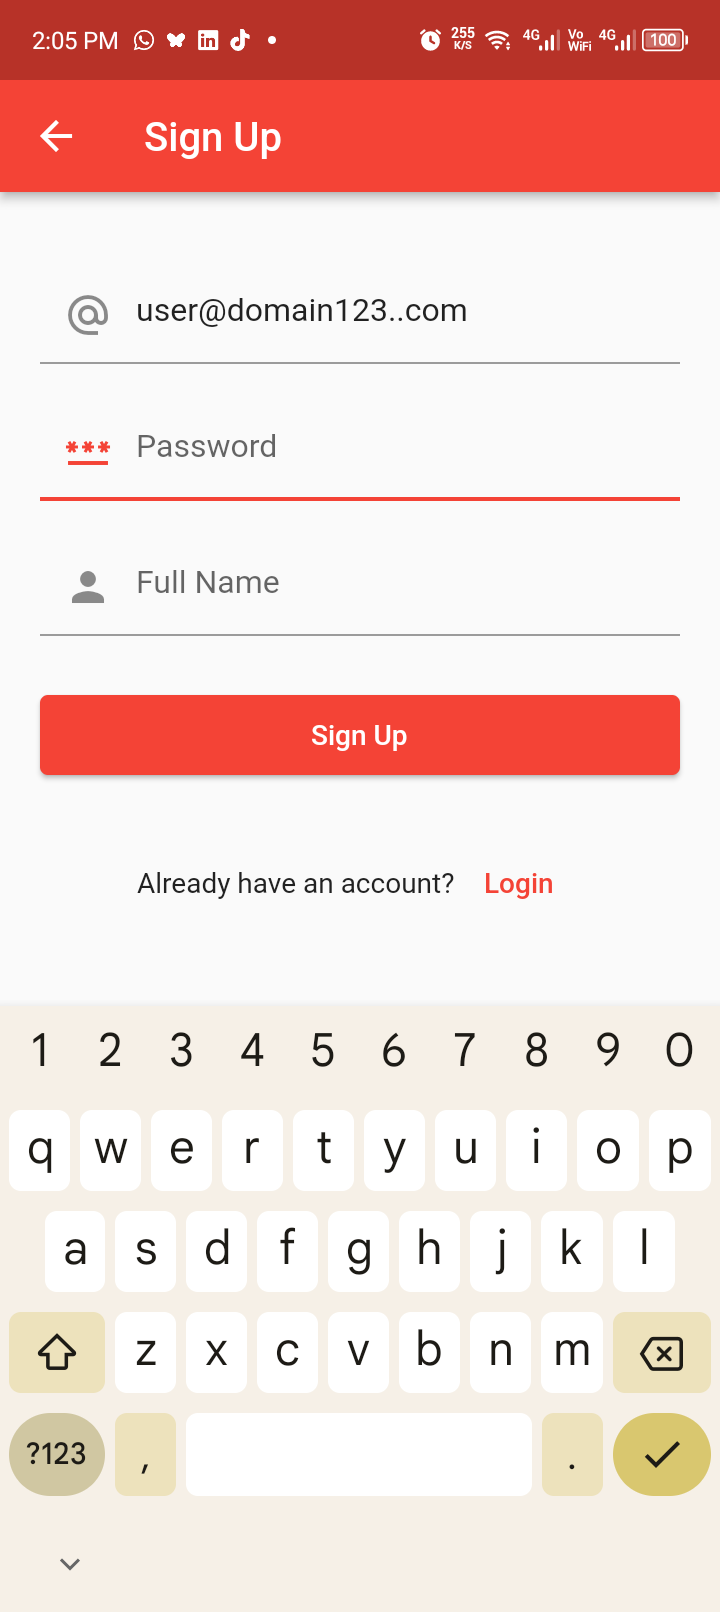 2:05 PM 255 K/S 4G Vo WiFi 4G 100
Sign Up
user@domain123..com
Password
Full Name
Sign Up
Already have an account? Login
1 2 3 4 5 6 7 8 9 0
q w e r t y u i o p
a s d f g h j k l
z x c v b n m
?123 , .